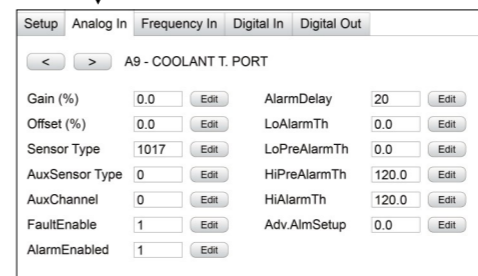 Setup Analog In Frequency In Digital In Digital Out
< > A9 - COOLANT T. PORT
Gain (%) 0.0 Edit AlarmDelay 20 Edit
Offset (%) 0.0 Edit LoAlarmTh 0.0 Edit
Sensor Type 1017 Edit LoPreAlarmTh 0.0 Edit
AuxSensor Type 0 Edit HiPreAlarmTh 120.0 Edit
AuxChannel 0 Edit HiAlarmTh 120.0 Edit
FaultEnable 1 Edit Adv.AlmSetup 0.0 Edit
AlarmEnabled 1 Edit